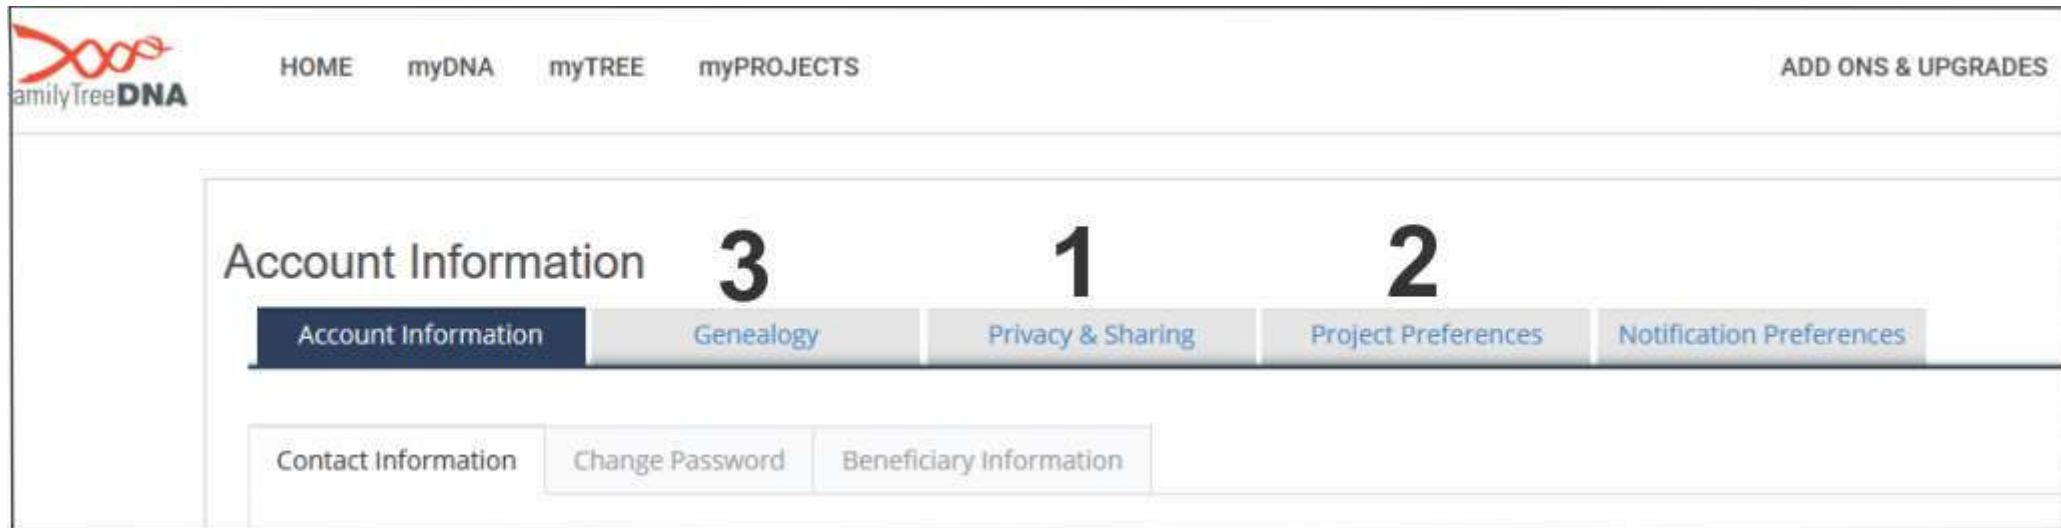 HOME myDNA myTREE myPROJECTS ADD ONS & UPGRADES
amilyTreeDNA
Account Information 3 1 2
Account Information Genealogy Privacy & Sharing Project Preferences Notification Preferences
Contact Information Change Password Beneficiary Information